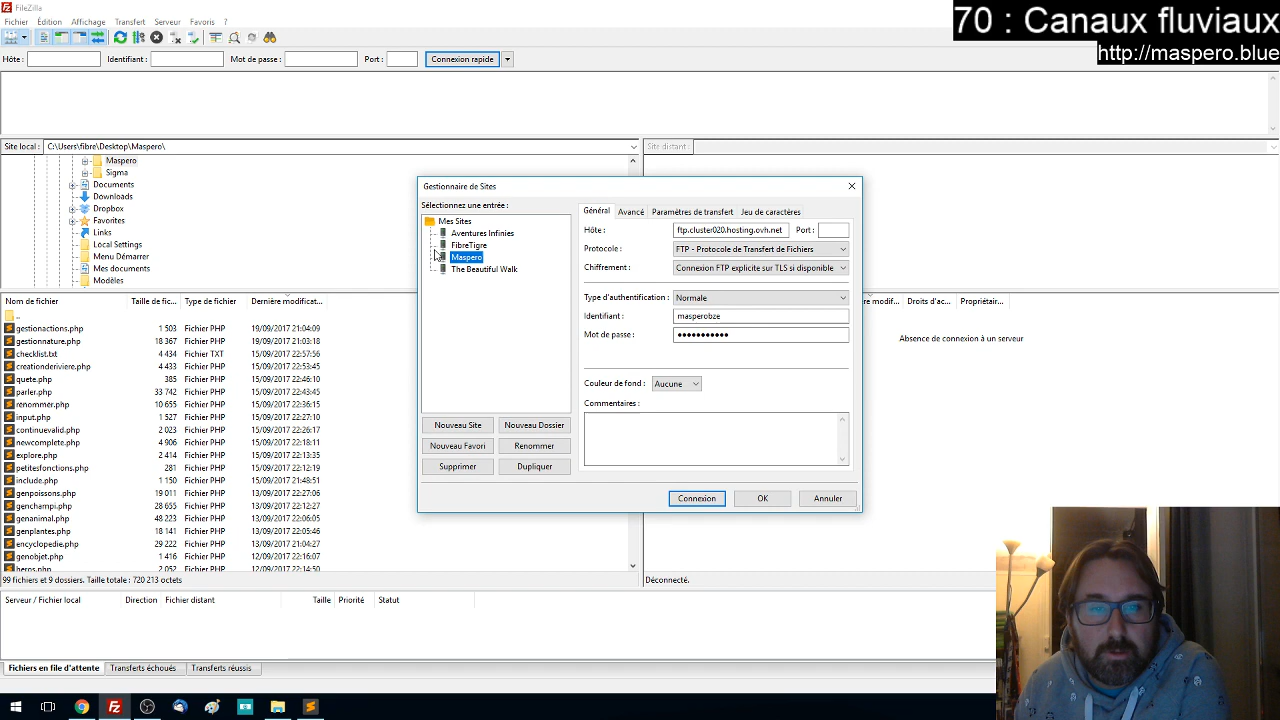 FileZilla
Fichier Édition Affichage Transfert Serveur Favoris ?
70 : Canaux fluviaux
http://maspero.blue
Hôte : Identifiant : Mot de passe : Port : Connexion rapide
Site local : C:\Users\fibre\Desktop\Maspero\
Site distant :
Maspero
Sigma
Documents
Downloads
Dropbox
Favorites
Links
Local Settings
Menu Démarrer
Mes documents
Modèles
Nom de fichier Taille de fic... Type de fichier Dernière modificat...
..
gestionactions.php 1 503 Fichier PHP 19/09/2017 21:04:09
gestionnature.php 18 367 Fichier PHP 19/09/2017 21:03:18
checklist.txt 4 434 Fichier TXT 15/09/2017 22:57:56
creationderiviere.php 4 433 Fichier PHP 15/09/2017 22:53:45
quete.php 385 Fichier PHP 15/09/2017 22:46:10
parler.php 33 742 Fichier PHP 15/09/2017 22:43:45
renommer.php 10 655 Fichier PHP 15/09/2017 22:36:15
input.php 1 527 Fichier PHP 15/09/2017 22:27:10
continuevalid.php 2 023 Fichier PHP 15/09/2017 22:26:17
newcomplete.php 4 906 Fichier PHP 15/09/2017 22:18:11
explore.php 2 414 Fichier PHP 15/09/2017 22:13:35
petitesfonctions.php 281 Fichier PHP 15/09/2017 22:12:19
include.php 1 150 Fichier PHP 15/09/2017 21:48:51
genpoissons.php 19 011 Fichier PHP 13/09/2017 22:27:06
genchampi.php 28 655 Fichier PHP 13/09/2017 22:12:27
genanimal.php 48 223 Fichier PHP 13/09/2017 22:06:05
genplantes.php 18 141 Fichier PHP 13/09/2017 22:05:46
encyclopedie.php 29 222 Fichier PHP 13/09/2017 21:04:27
genobjet.php 1 416 Fichier PHP 12/09/2017 22:16:07
heros.php 2 052 Fichier PHP 12/09/2017 22:14:50
99 fichiers et 9 dossiers. Taille totale : 720 213 octets
Gestionnaire de Sites
Sélectionnez une entrée :
Mes Sites
Aventures Infinies
FibreTigre
Maspero
The Beautiful Walk
Nouveau Site Nouveau Dossier
Nouveau Favori Renommer
Supprimer Dupliquer
Général Avancé Paramètres de transfert Jeu de caractères
Hôte : ftp.cluster020.hosting.ovh.net Port :
Protocole : FTP - Protocole de Transfert de Fichiers
Chiffrement : Connexion FTP explicite sur TLS si disponible
Type d'authentification : Normale
Identifiant : masperobze
Mot de passe : •••••••••••
Couleur de fond : Aucune
Commentaires :
Connexion OK Annuler
modif... Droits d'ac... Propriétair...
Absence de connexion à un serveur
Déconnecté.
Serveur / Fichier local Direction Fichier distant Taille Priorité Statut
Fichiers en file d'attente Transferts échoués Transferts réussis